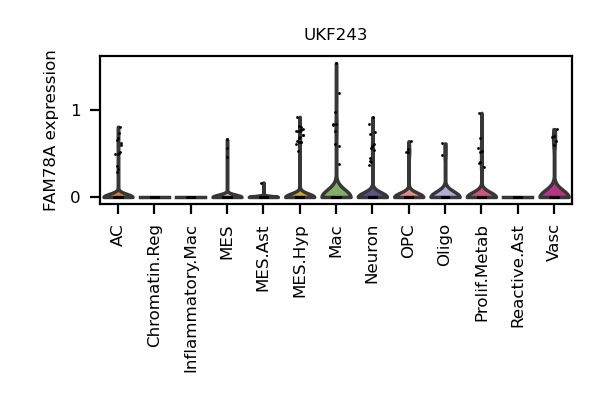 UKF243
FAM78A expression
1
0
AC
Chromatin.Reg
Inflammatory.Mac
MES
MES.Ast
MES.Hyp
Mac
Neuron
OPC
Oligo
Prolif.Metab
Reactive.Ast
Vasc